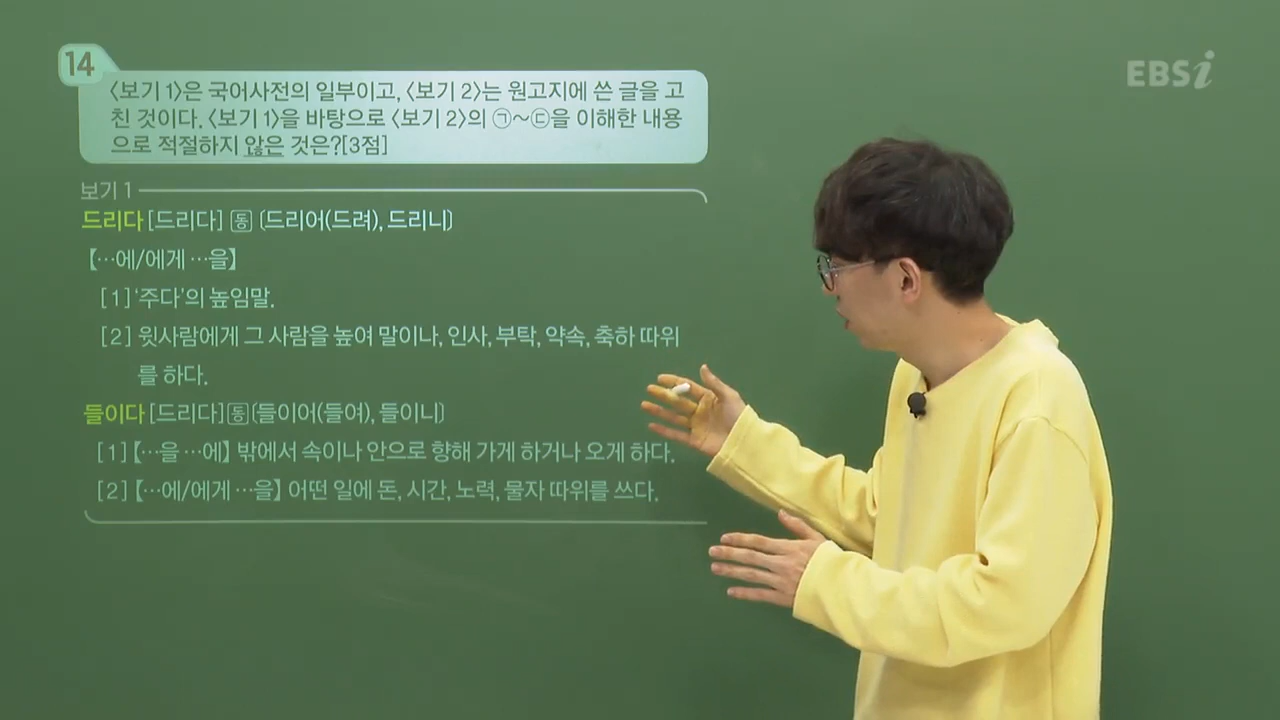 14
〈보기 1〉은 국어사전의 일부이고, 〈보기 2〉는 원고지에 쓴 글을 고
친 것이다. 〈보기 1〉을 바탕으로 〈보기 2〉의 ㉠～㉢을 이해한 내용
으로 적절하지 않은 것은?[3점]
EBSi
보기 1
드리다 [드리다] 동 〔드리어(드려), 드리니〕
【…에/에게 …을】
[1] ‘주다’의 높임말.
[2] 윗사람에게 그 사람을 높여 말이나, 인사, 부탁, 약속, 축하 따위
를 하다.
들이다 [드리다] 동 〔들이어(들여), 들이니〕
[1]【…을 …에】 밖에서 속이나 안으로 향해 가게 하거나 오게 하다.
[2]【…에/에게 …을】 어떤 일에 돈, 시간, 노력, 물자 따위를 쓰다.